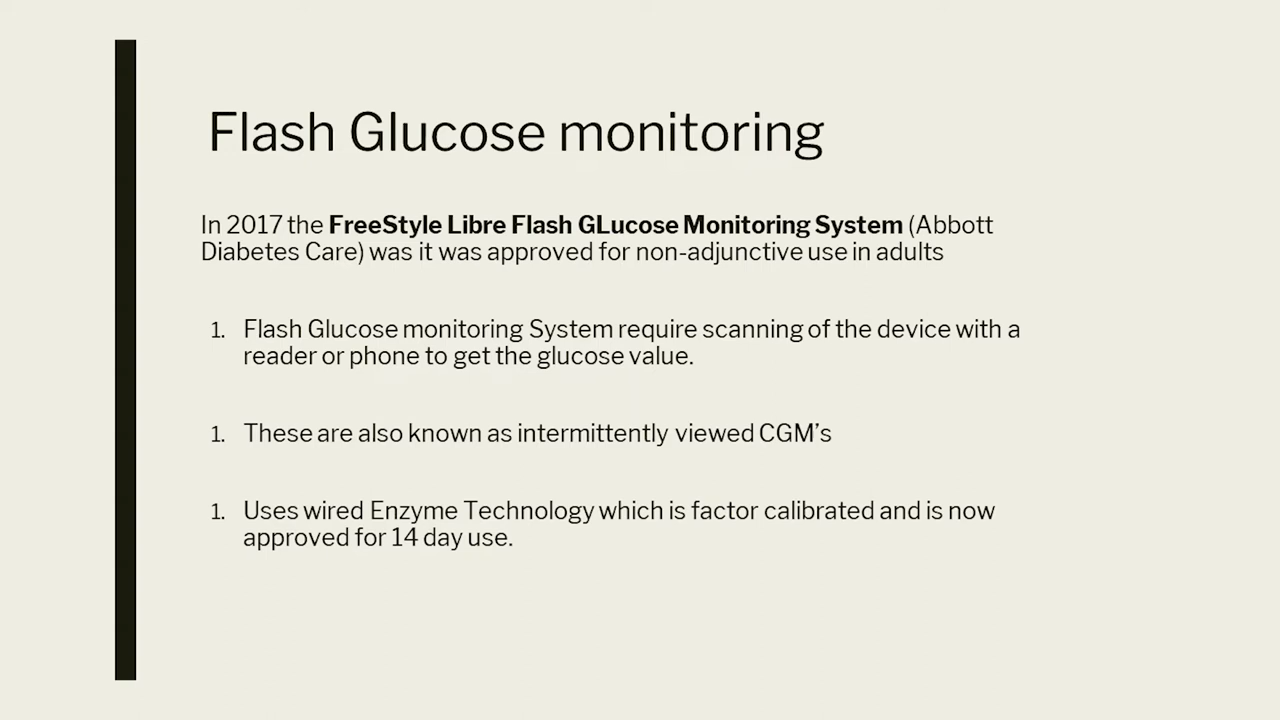 Flash Glucose monitoring
In 2017 the FreeStyle Libre Flash GLucose Monitoring System (Abbott
Diabetes Care) was it was approved for non-adjunctive use in adults
1. Flash Glucose monitoring System require scanning of the device with a
reader or phone to get the glucose value.
1. These are also known as intermittently viewed CGM’s
1. Uses wired Enzyme Technology which is factor calibrated and is now
approved for 14 day use.